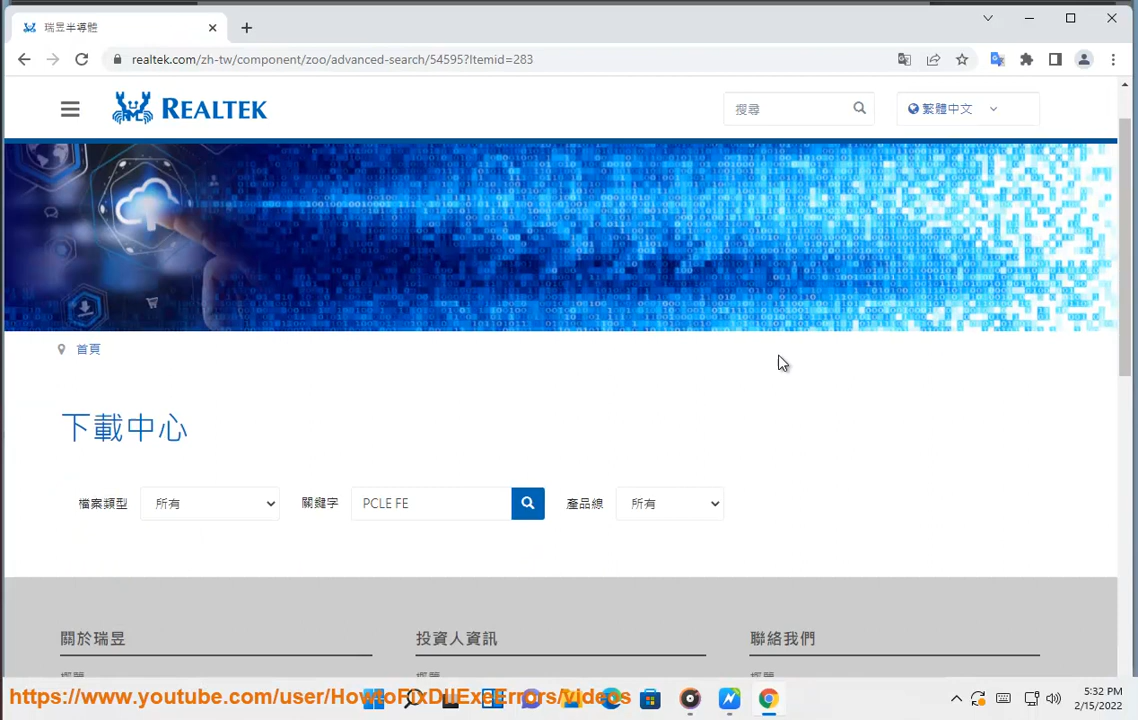 瑞昱半導體
realtek.com/zh-tw/component/zoo/advanced-search/54595?Itemid=283
REALTEK
搜尋
繁體中文
首頁
下載中心
檔案類型 所有 關鍵字 PCLE FE 產品線 所有
關於瑞昱 投資人資訊 聯絡我們
https://www.youtube.com/user/HowtoFixDllExeErrors/videos
5:32 PM
2/15/2022